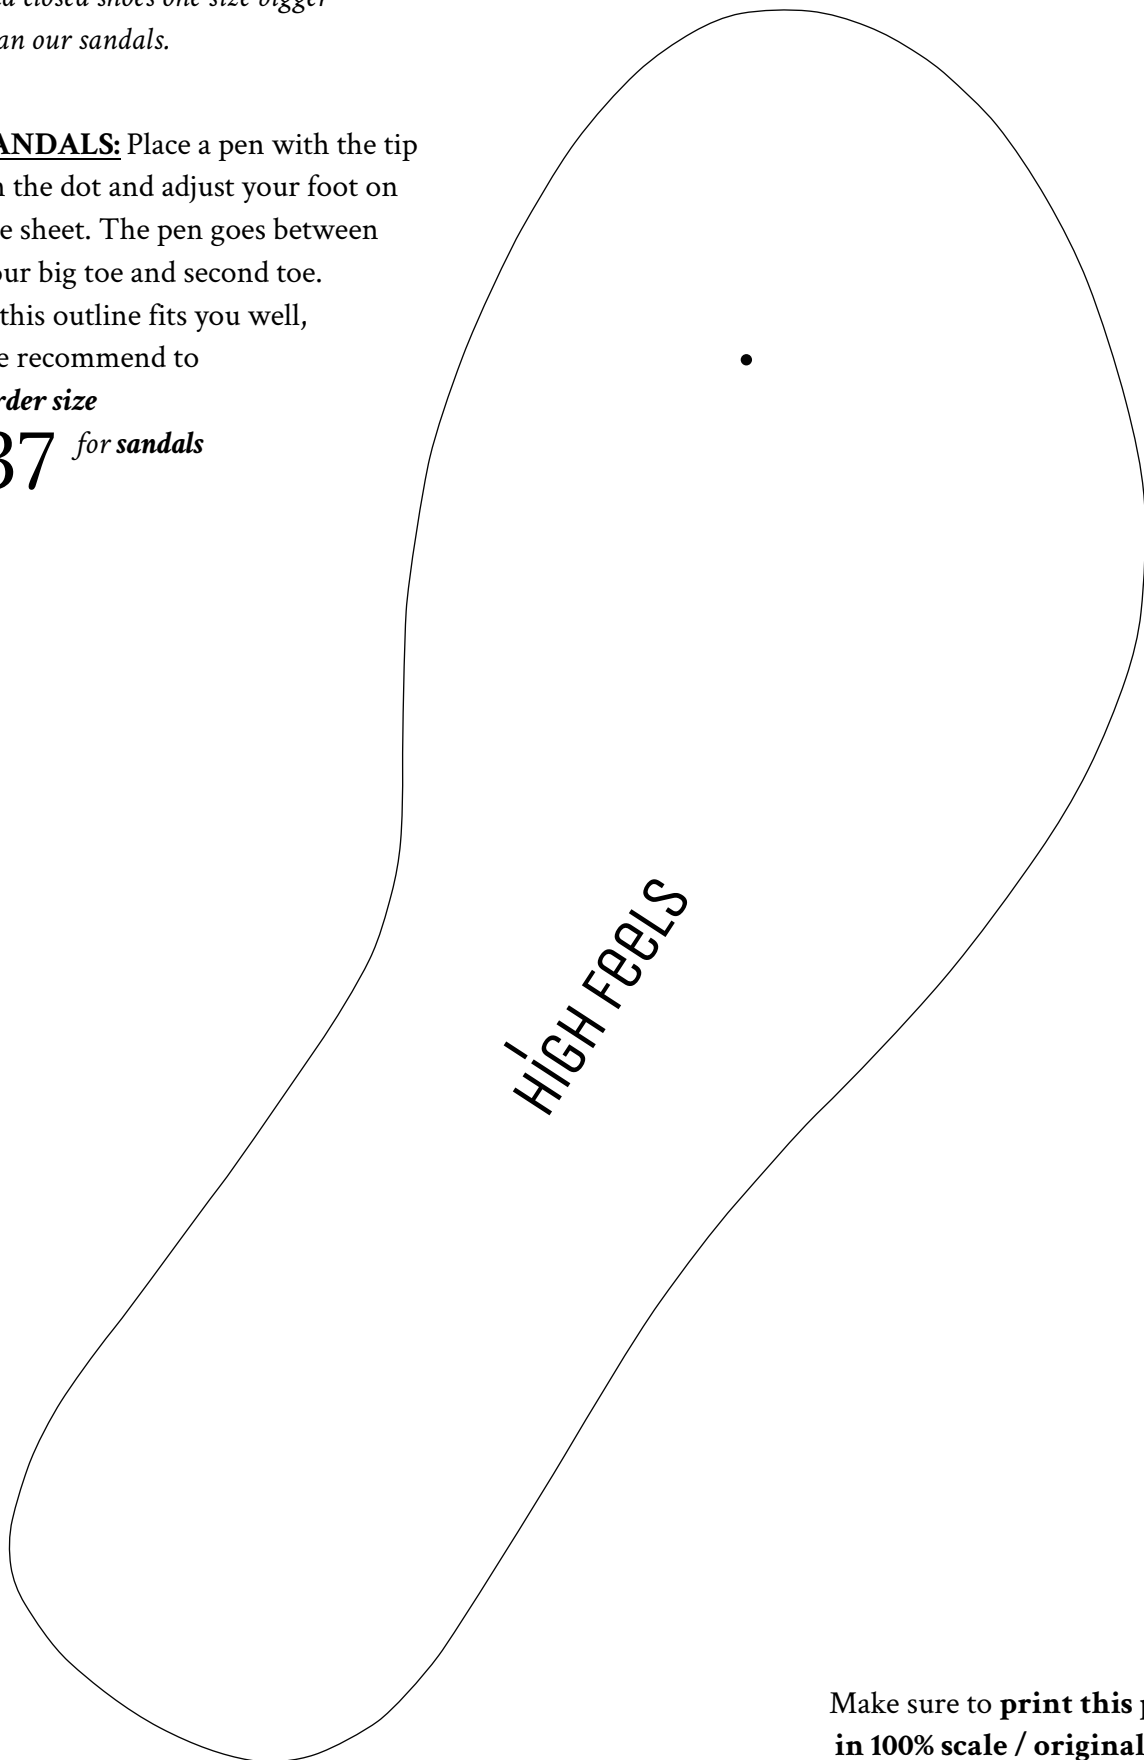 closed shoes one size bigger
an our sandals.
ANDALS: Place a pen with the tip
the dot and adjust your foot on
e sheet. The pen goes between
our big toe and second toe.
this outline fits you well,
e recommend to
rder size
37 for sandals
HIGH FeeLS
Make sure to print this
in 100% scale / original